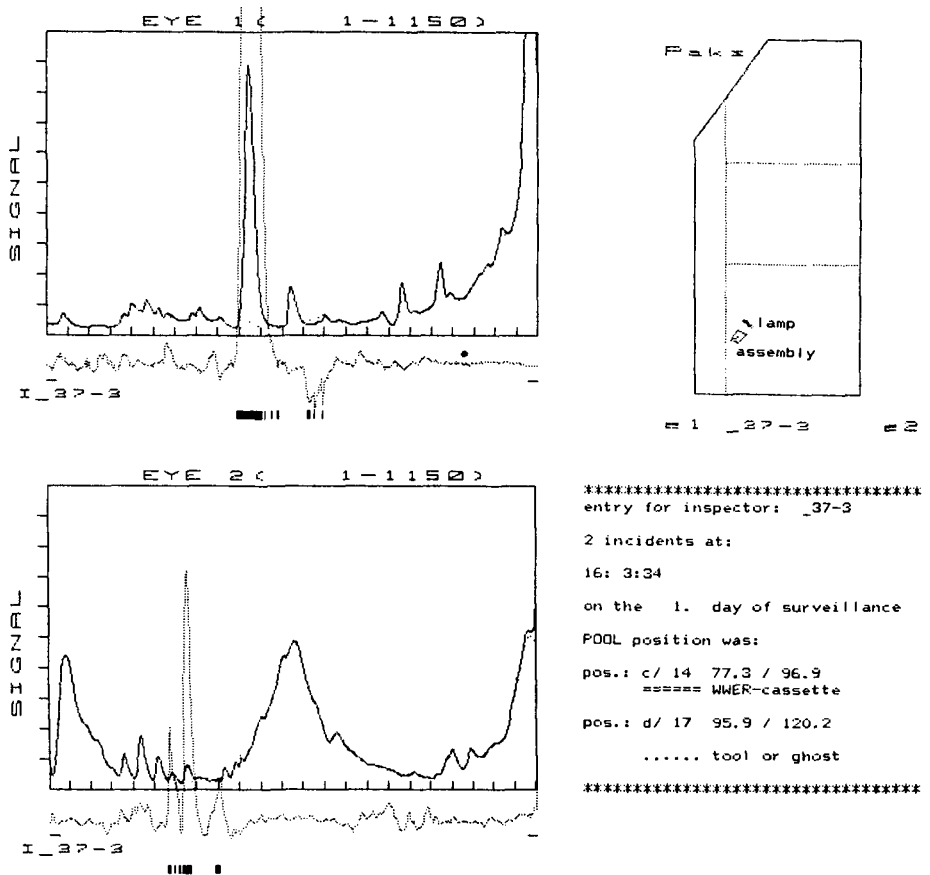 EYE 1( 1-1150)
SIGNAL
I_37-3
Paks
lamp
assembly
m1 _37-3 m2
EYE 2( 1-1150)
SIGNAL
I_37-3
**********************************
entry for inspector: _37-3
2 incidents at:
16: 3:34
on the 1. day of surveillance
POOL position was:
pos.: c/ 14 77.3 / 96.9
====== WWER-cassette
pos.: d/ 17 95.9 / 120.2
...... tool or ghost
**********************************